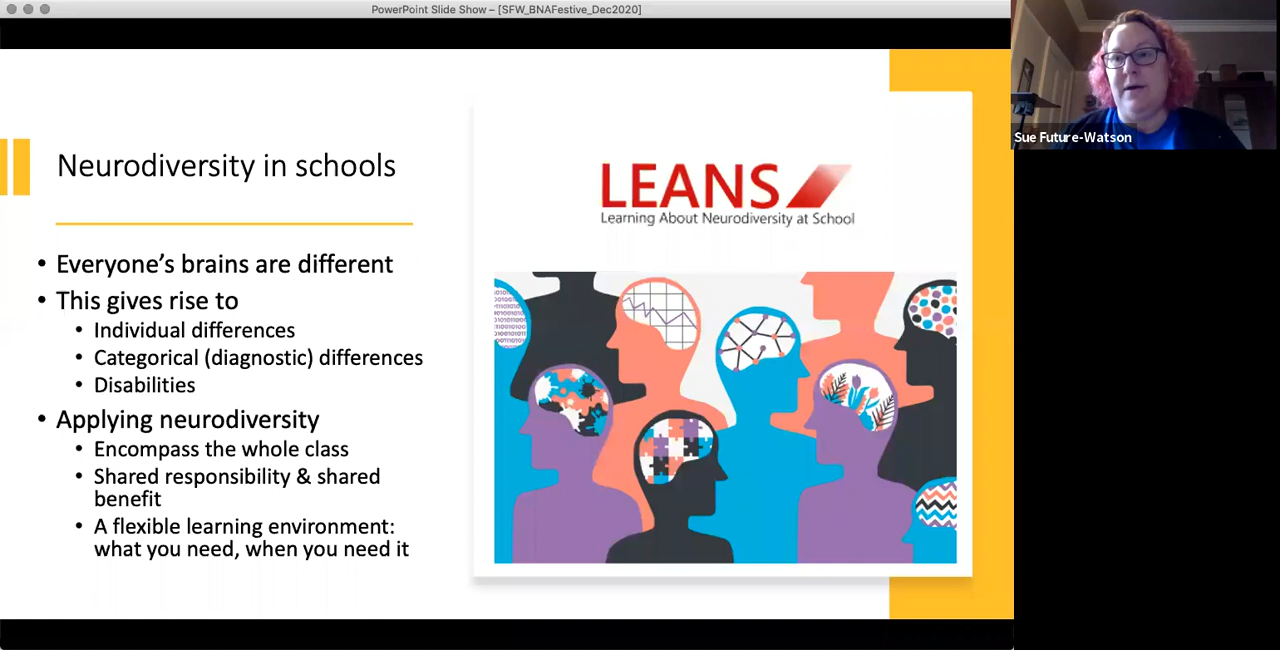 PowerPoint Slide Show – [SFW_BNAFestive_Dec2020]
Sue Future-Watson
Neurodiversity in schools
• Everyone’s brains are different
• This gives rise to
• Individual differences
• Categorical (diagnostic) differences
• Disabilities
• Applying neurodiversity
• Encompass the whole class
• Shared responsibility & shared
benefit
• A flexible learning environment:
what you need, when you need it
LEANS
Learning About Neurodiversity at School